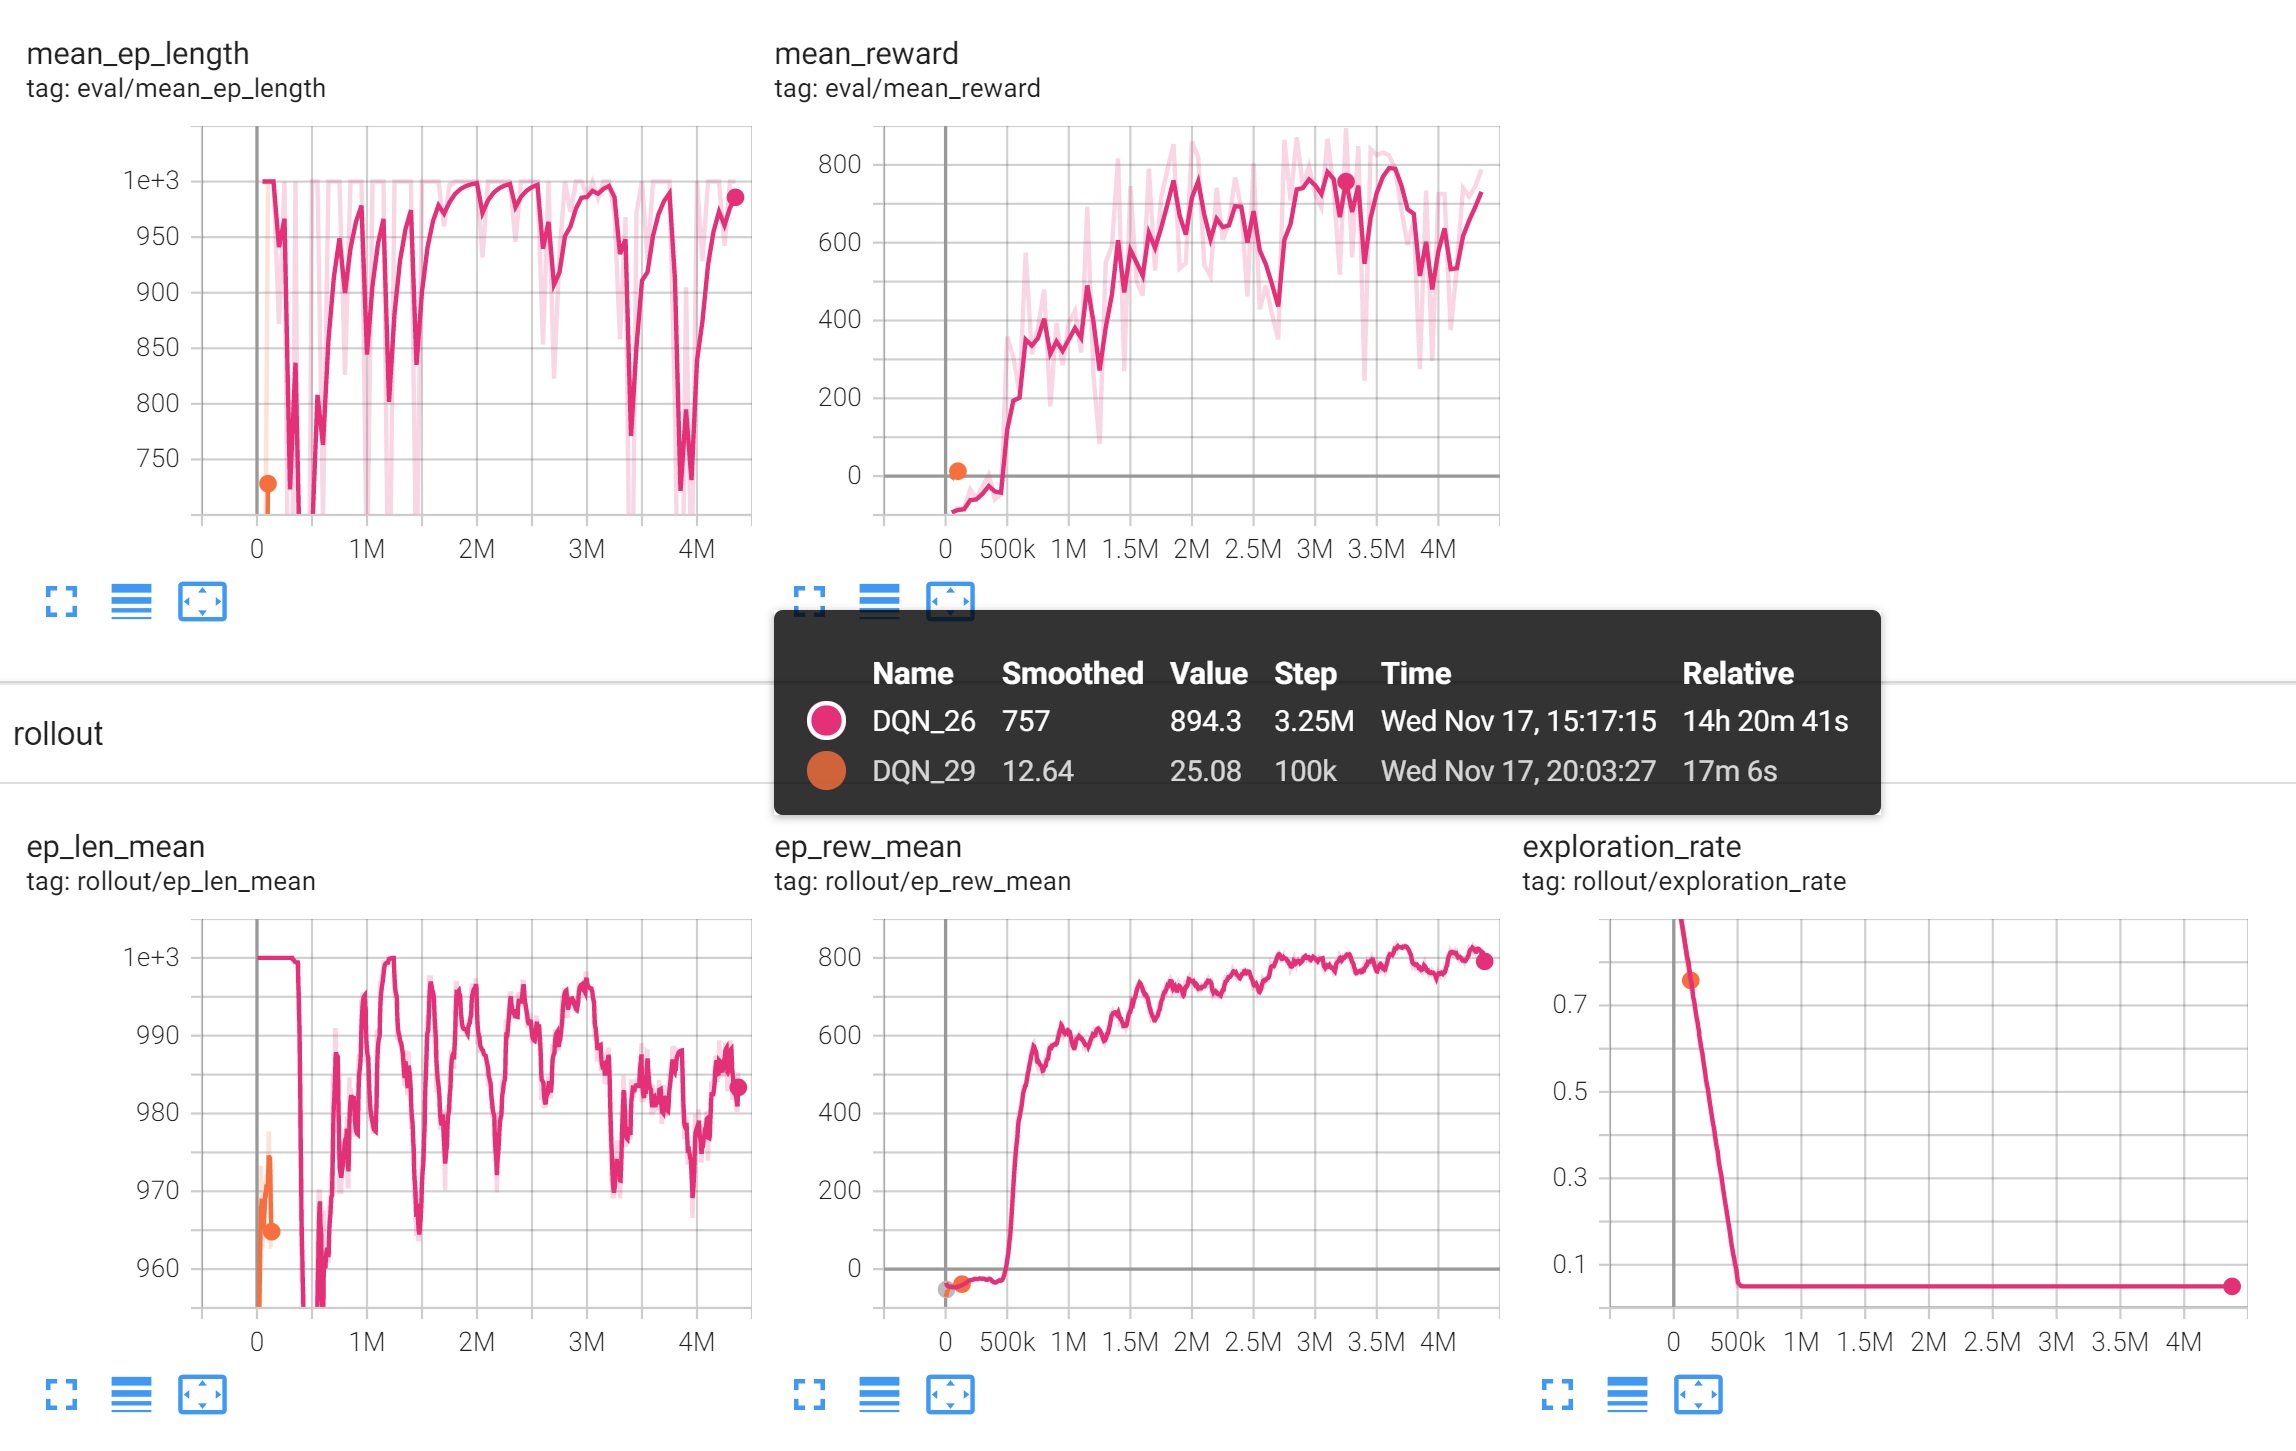 mean_ep_length
tag: eval/mean_ep_length
1e+3
950
900
850
800
750
0 1M 2M 3M 4M
mean_reward
tag: eval/mean_reward
800
600
400
200
0
0 500k 1M 1.5M 2M 2.5M 3M 3.5M 4M
Name Smoothed Value Step Time Relative
DQN_26 757 894.3 3.25M Wed Nov 17, 15:17:15 14h 20m 41s
DQN_29 12.64 25.08 100k Wed Nov 17, 20:03:27 17m 6s
rollout
ep_len_mean
tag: rollout/ep_len_mean
1e+3
990
980
970
960
0 1M 2M 3M 4M
ep_rew_mean
tag: rollout/ep_rew_mean
800
600
400
200
0
0 500k 1M 1.5M 2M 2.5M 3M 3.5M 4M
exploration_rate
tag: rollout/exploration_rate
0.7
0.5
0.3
0.1
0 500k 1M 1.5M 2M 2.5M 3M 3.5M 4M